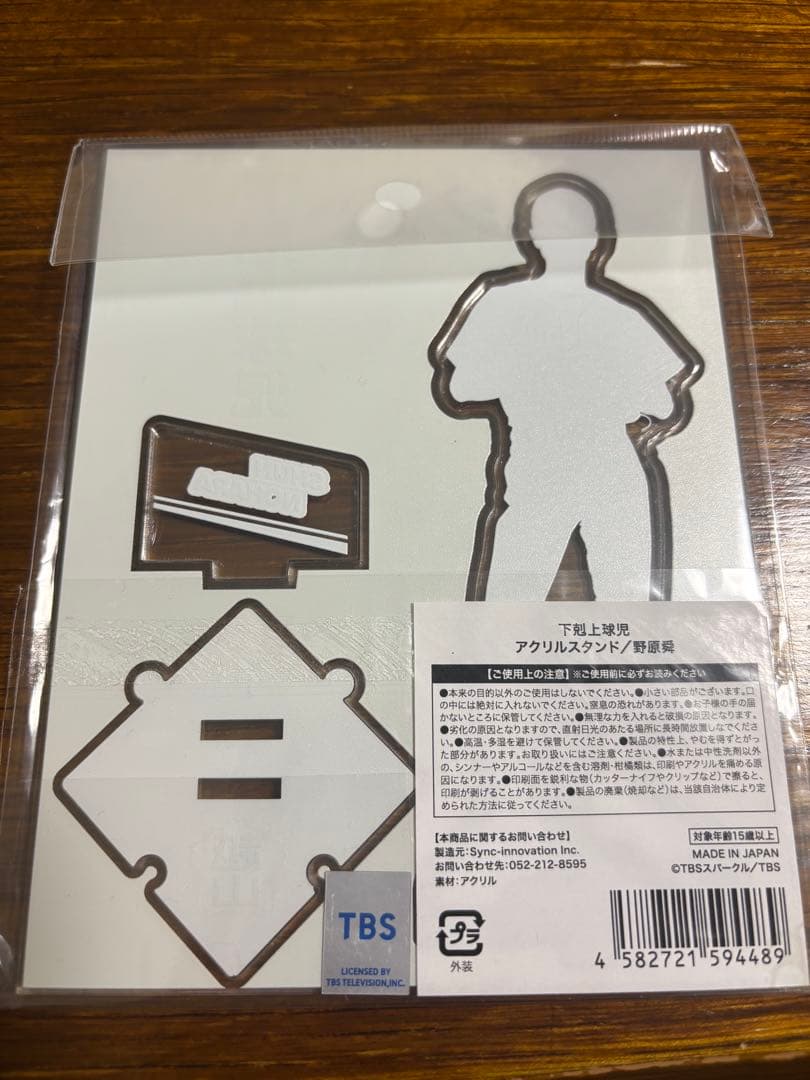 下剋上球児
アクリルスタンド/野原舜
【ご使用上の注意】※ご使用前に必ずお読みください
●本来の目的以外のご使用はしないでください。●小さい部品がございます。口
の中には絶対に入れないでください。窒息の恐れがあります。●お子様の手の届
かないところに保管してください。●無理な力を入れると破損の原因となります。
●劣化の原因となりますので、直射日光のあたる場所に長時間放置しなでくださ
い。●高温・多湿を避けて保管してください。●製品の特性上、やむを得ずとがっ
た部分があります。お取り扱いにはご注意ください。●水または中性洗剤以外
の、シンナーやアルコールなどを含む溶剤・柑橘類は、印刷やアクリルを痛める原
因になります。●印刷面を鋭利な物(カッターナイフやクリップなど)で擦ると、
印刷が剥げることがあります。●製品の廃棄(焼却など)は、当該自治体により定
められた方法に従ってください。
【本商品に関するお問い合わせ】
製造元:Sync-innovation Inc.
お問い合わせ先:052-212-8595
素材:アクリル
対象年齢15歳以上
MADE IN JAPAN
©TBSスパークル/TBS
プラ
外装
4 582721 594489
TBS
LICENSED BY
TBS TELEVISION,INC.
SHUN
NOHARA